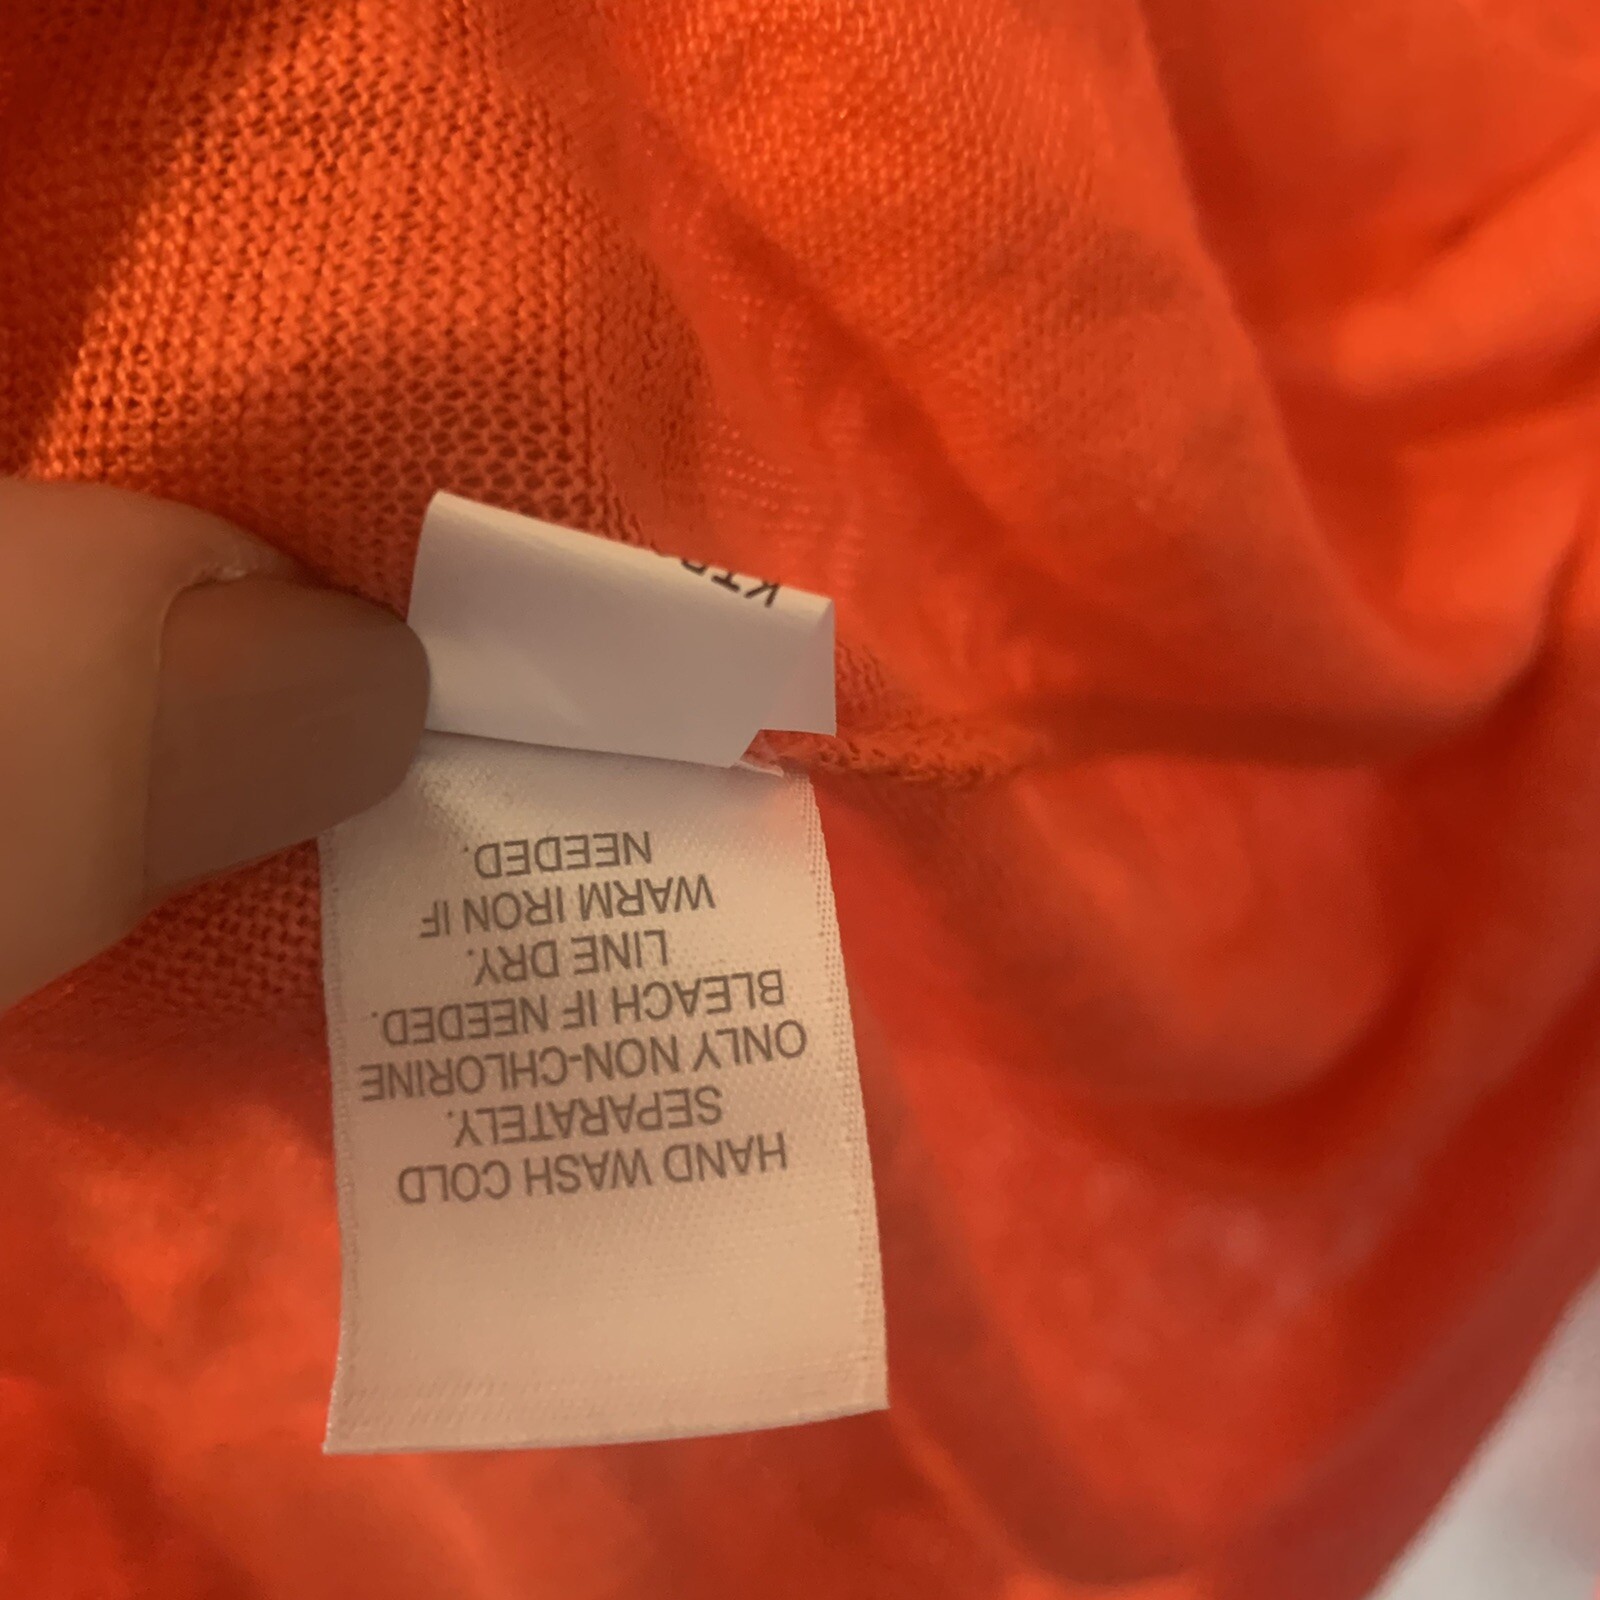 HAND WASH COLD
SEPARATELY.
ONLY NON-CHLORINE
BLEACH IF NEEDED.
LINE DRY.
WARM IRON IF
NEEDED.